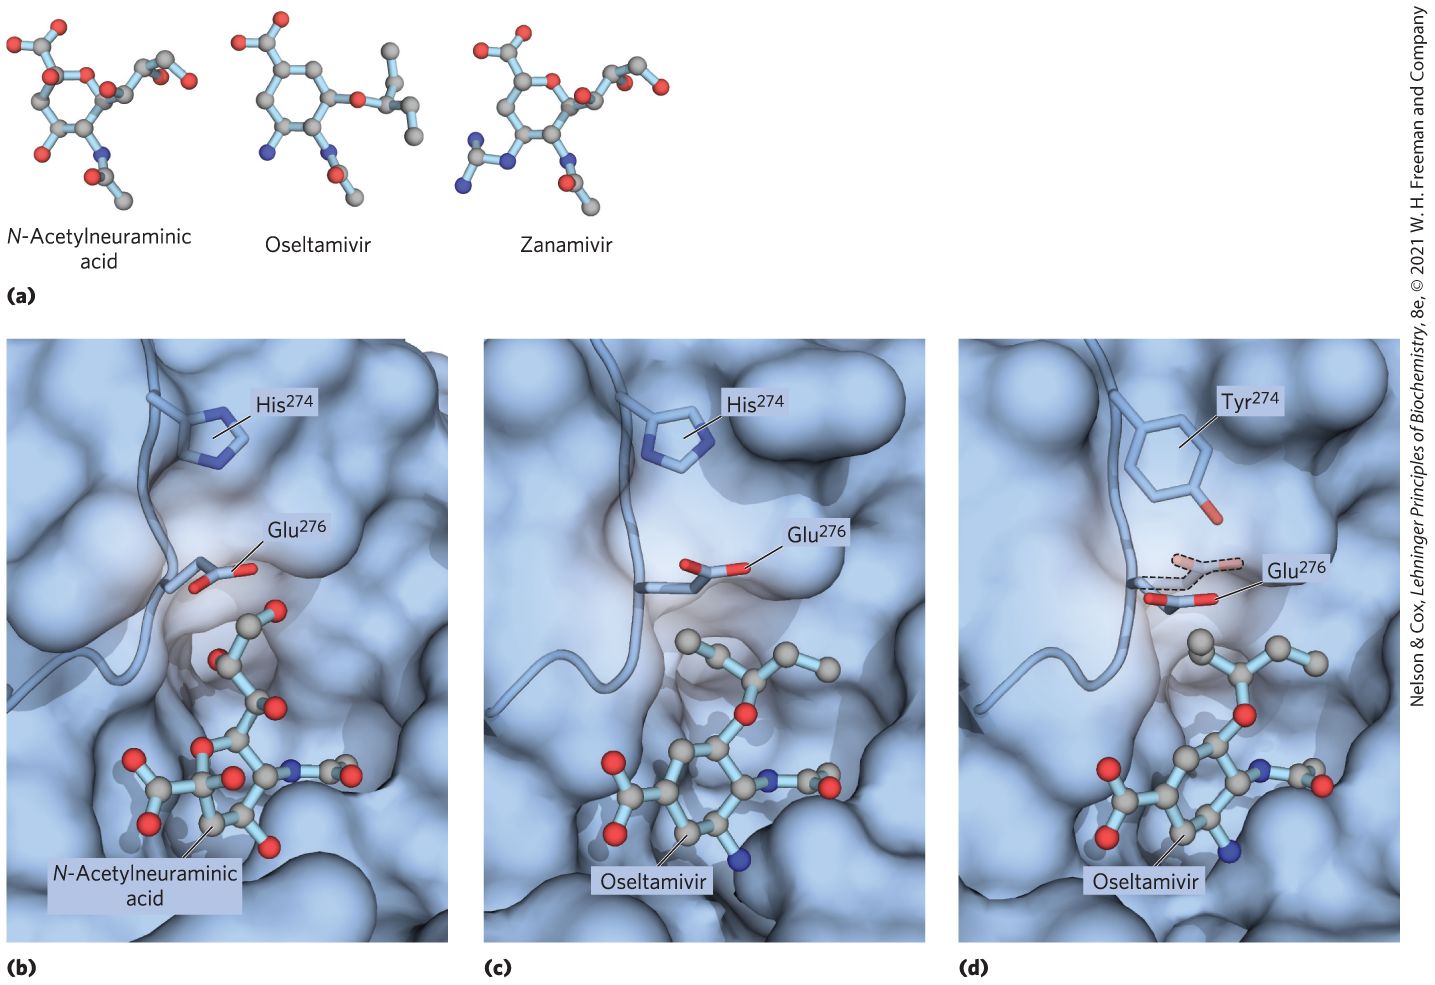 N-Acetylneuraminic
acid
Oseltamivir
Zanamivir
(a)
His274
Glu276
N-Acetylneuraminic
acid
(b)
His274
Glu276
Oseltamivir
(c)
Tyr274
Glu276
Oseltamivir
(d)
Nelson & Cox, Lehninger Principles of Biochemistry, 8e, © 2021 W. H. Freeman and Company